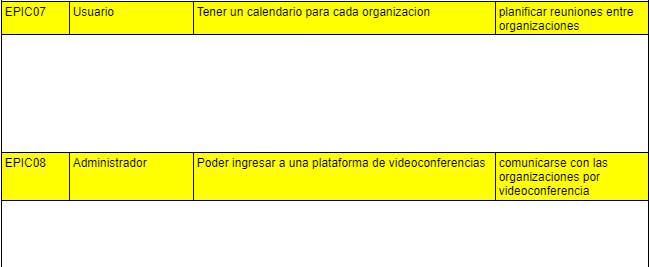 EPIC07 Usuario Tener un calendario para cada organizacion planificar reuniones entre
organizaciones
EPIC08 Administrador Poder ingresar a una plataforma de videoconferencias comunicarse con las
organizaciones por
videoconferencia